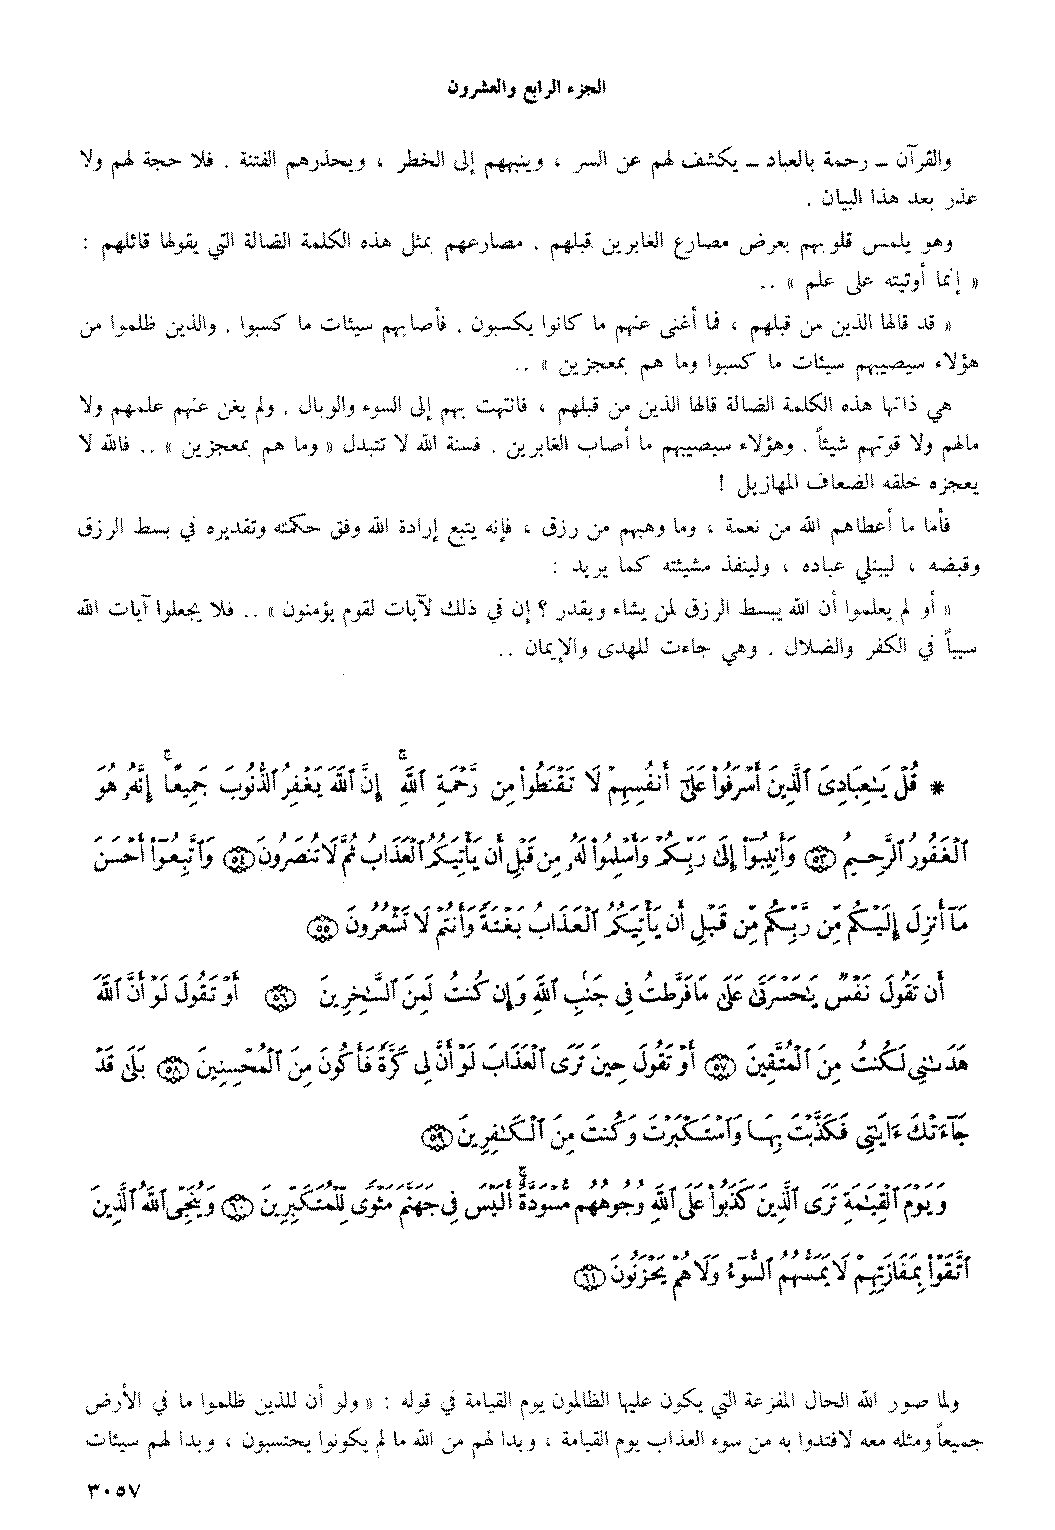 الجزء الرابع والعشرون
والقرآن – رحمة بالعباد – يكشف لهم عن السر ، وينبههم إلى الخطر ، ويحذرهم الفتنة . فلا حجة لهم ولا
عذر بعد هذا البيان .
وهو يلمس قلوبهم بعرض مصارع الغابرين قبلهم . مصارعهم بمثل هذه الكلمة الضالة التي يقولها قائلهم :
« إنما أوتيته على علم » ..
« قد قالها الذين من قبلهم ، فما أغنى عنهم ما كانوا يكسبون . فأصابهم سيئات ما كسبوا . والذين ظلموا من
هؤلاء سيصيبهم سيئات ما كسبوا وما هم بمعجزين » ..
هي ذاتها هذه الكلمة الضالة قالها الذين من قبلهم ، فانتهت بهم إلى السوء والوبال . ولم يغن عنهم علمهم ولا
مالهم ولا قوتهم شيئاً . وهؤلاء سيصيبهم ما أصاب الغابرين . فسنة الله لا تتبدل « وما هم بمعجزين » .. فالله لا
يعجزه خلقه الضعاف المهازيل !
فأما ما أعطاهم الله من نعمة ، وما وهبهم من رزق ، فإنه يتبع إرادة الله وفق حكمته وتقديره في بسط الرزق
وقبضه ، ليبتلي عباده ، ولينفذ مشيئته كما يريد :
« أو لم يعلموا أن الله يبسط الرزق لمن يشاء ويقدر ؟ إن في ذلك لآيات لقوم يؤمنون » .. فلا يجعلوا آيات الله
سبباً في الكفر والضلال . وهي جاءت للهدى والإيمان ..
* قُلْ يَـٰعِبَادِىَ ٱلَّذِينَ أَسْرَفُوا۟ عَلَىٰٓ أَنفُسِهِمْ لَا تَقْنَطُوا۟ مِن رَّحْمَةِ ٱللَّهِ ۚ إِنَّ ٱللَّهَ يَغْفِرُ ٱلذُّنُوبَ جَمِيعًا ۚ إِنَّهُۥ هُوَ
ٱلْغَفُورُ ٱلرَّحِيمُ ﴿٥٣﴾ وَأَنِيبُوٓا۟ إِلَىٰ رَبِّكُمْ وَأَسْلِمُوا۟ لَهُۥ مِن قَبْلِ أَن يَأْتِيَكُمُ ٱلْعَذَابُ ثُمَّ لَا تُنصَرُونَ ﴿٥٤﴾ وَٱتَّبِعُوٓا۟ أَحْسَنَ
مَآ أُنزِلَ إِلَيْكُم مِّن رَّبِّكُم مِّن قَبْلِ أَن يَأْتِيَكُمُ ٱلْعَذَابُ بَغْتَةً وَأَنتُمْ لَا تَشْعُرُونَ ﴿٥٥﴾
أَن تَقُولَ نَفْسٌ يَـٰحَسْرَتَىٰ عَلَىٰ مَا فَرَّطتُ فِى جَنۢبِ ٱللَّهِ وَإِن كُنتُ لَمِنَ ٱلسَّـٰخِرِينَ ﴿٥٦﴾ أَوْ تَقُولَ لَوْ أَنَّ ٱللَّهَ
هَدَىٰنِى لَكُنتُ مِنَ ٱلْمُتَّقِينَ ﴿٥٧﴾ أَوْ تَقُولَ حِينَ تَرَى ٱلْعَذَابَ لَوْ أَنَّ لِى كَرَّةً فَأَكُونَ مِنَ ٱلْمُحْسِنِينَ ﴿٥٨﴾ بَلَىٰ قَدْ
جَآءَتْكَ ءَايَـٰتِى فَكَذَّبْتَ بِهَا وَٱسْتَكْبَرْتَ وَكُنتَ مِنَ ٱلْكَـٰفِرِينَ ﴿٥٩﴾
وَيَوْمَ ٱلْقِيَـٰمَةِ تَرَى ٱلَّذِينَ كَذَبُوا۟ عَلَى ٱللَّهِ وُجُوهُهُم مُّسْوَدَّةٌ ۚ أَلَيْسَ فِى جَهَنَّمَ مَثْوًى لِّلْمُتَكَبِّرِينَ ﴿٦٠﴾ وَيُنَجِّى ٱللَّهُ ٱلَّذِينَ
ٱتَّقَوْا۟ بِمَفَازَتِهِمْ لَا يَمَسُّهُمُ ٱلسُّوٓءُ وَلَا هُمْ يَحْزَنُونَ ﴿٦١﴾
ولما صور الله الحال المفزعة التي يكون عليها الظالمون يوم القيامة في قوله : « ولو أن للذين ظلموا ما في الأرض
جميعاً ومثله معه لافتدوا به من سوء العذاب يوم القيامة ، وبدا لهم من الله ما لم يكونوا يحتسبون ، وبدا لهم سيئات
٣٠٥٧